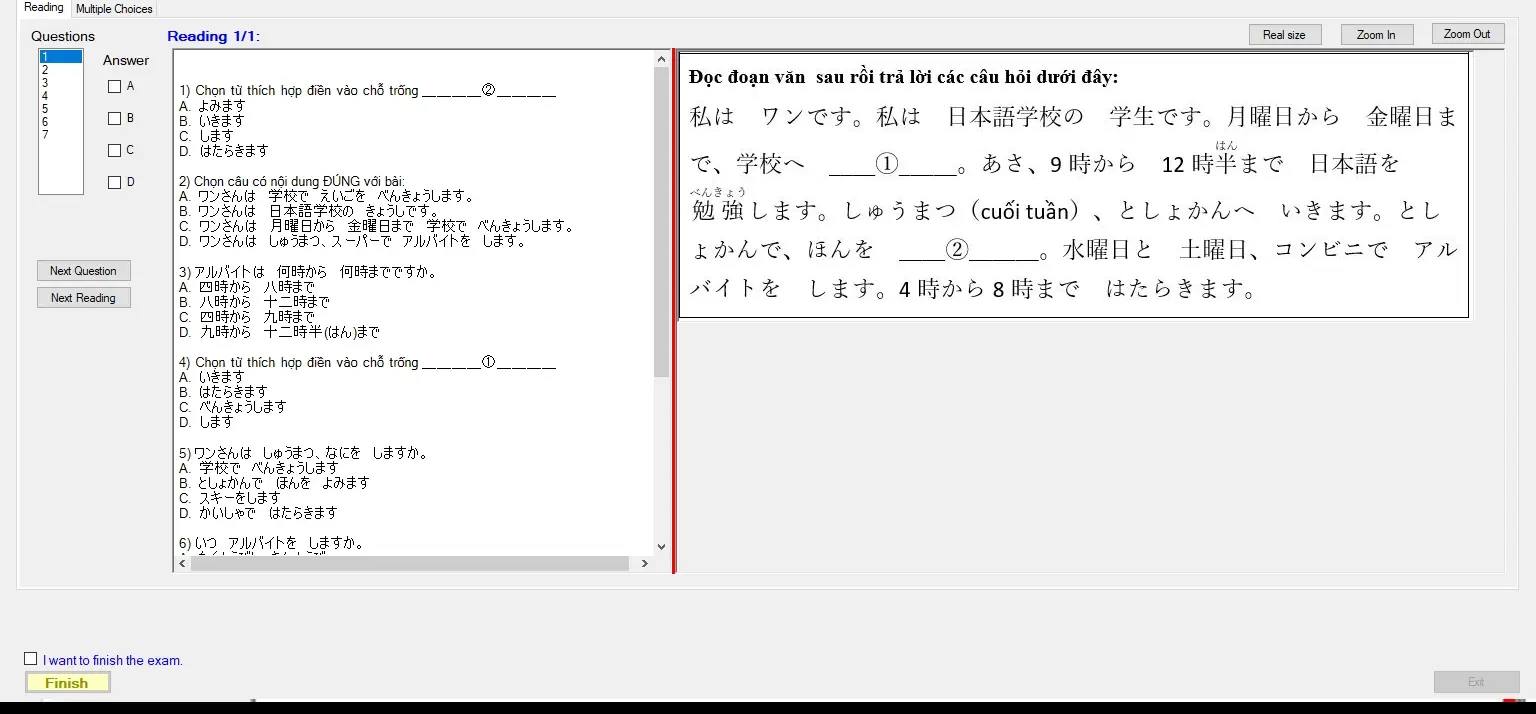 Reading
Multiple Choices
Questions
Reading 1/1:
Real size
Zoom In
Zoom Out
1
2
3
4
5
6
7
Answer
A
B
C
D
Next Question
Next Reading
1) Chọn từ thích hợp điền vào chỗ trống ________②________
A. よみます
B. いきます
C. します
D. はたらきます
2) Chọn câu có nội dung ĐÚNG với bài:
A. ワンさんは　学校で　えいごを　べんきょうします。
B. ワンさんは　日本語学校の　きょうしです。
C. ワンさんは　月曜日から　金曜日まで　学校で　べんきょうします。
D. ワンさんは　しゅうまつ、スーパーで　アルバイトを　します。
3) アルバイトは　何時から　何時までですか。
A. 四時から　八時まで
B. 八時から　十二時まで
C. 四時から　九時まで
D. 九時から　十二時半(はん)まで
4) Chọn từ thích hợp điền vào chỗ trống ________①________
A. いきます
B. はたらきます
C. べんきょうします
D. します
5) ワンさんは　しゅうまつ、なにを　しますか。
A. 学校で　べんきょうします
B. としょかんで　ほんを　よみます
C. スキーをします
D. かいしゃで　はたらきます
6) いつ　アルバイトを　しますか。
Đọc đoạn văn sau rồi trả lời các câu hỏi dưới đây:
私は　ワンです。私は　日本語学校の　学生です。月曜日から　金曜日ま
はん
で、学校へ　____①_____。あさ、9時から　12時半まで　日本語を
べんきょう
勉強します。しゅうまつ（cuối tuần）、としょかんへ　いきます。とし
ょかんで、ほんを　____②______。水曜日と　土曜日、コンビニで　アル
バイトを　します。4時から8時まで　はたらきます。
I want to finish the exam.
Finish
Exit